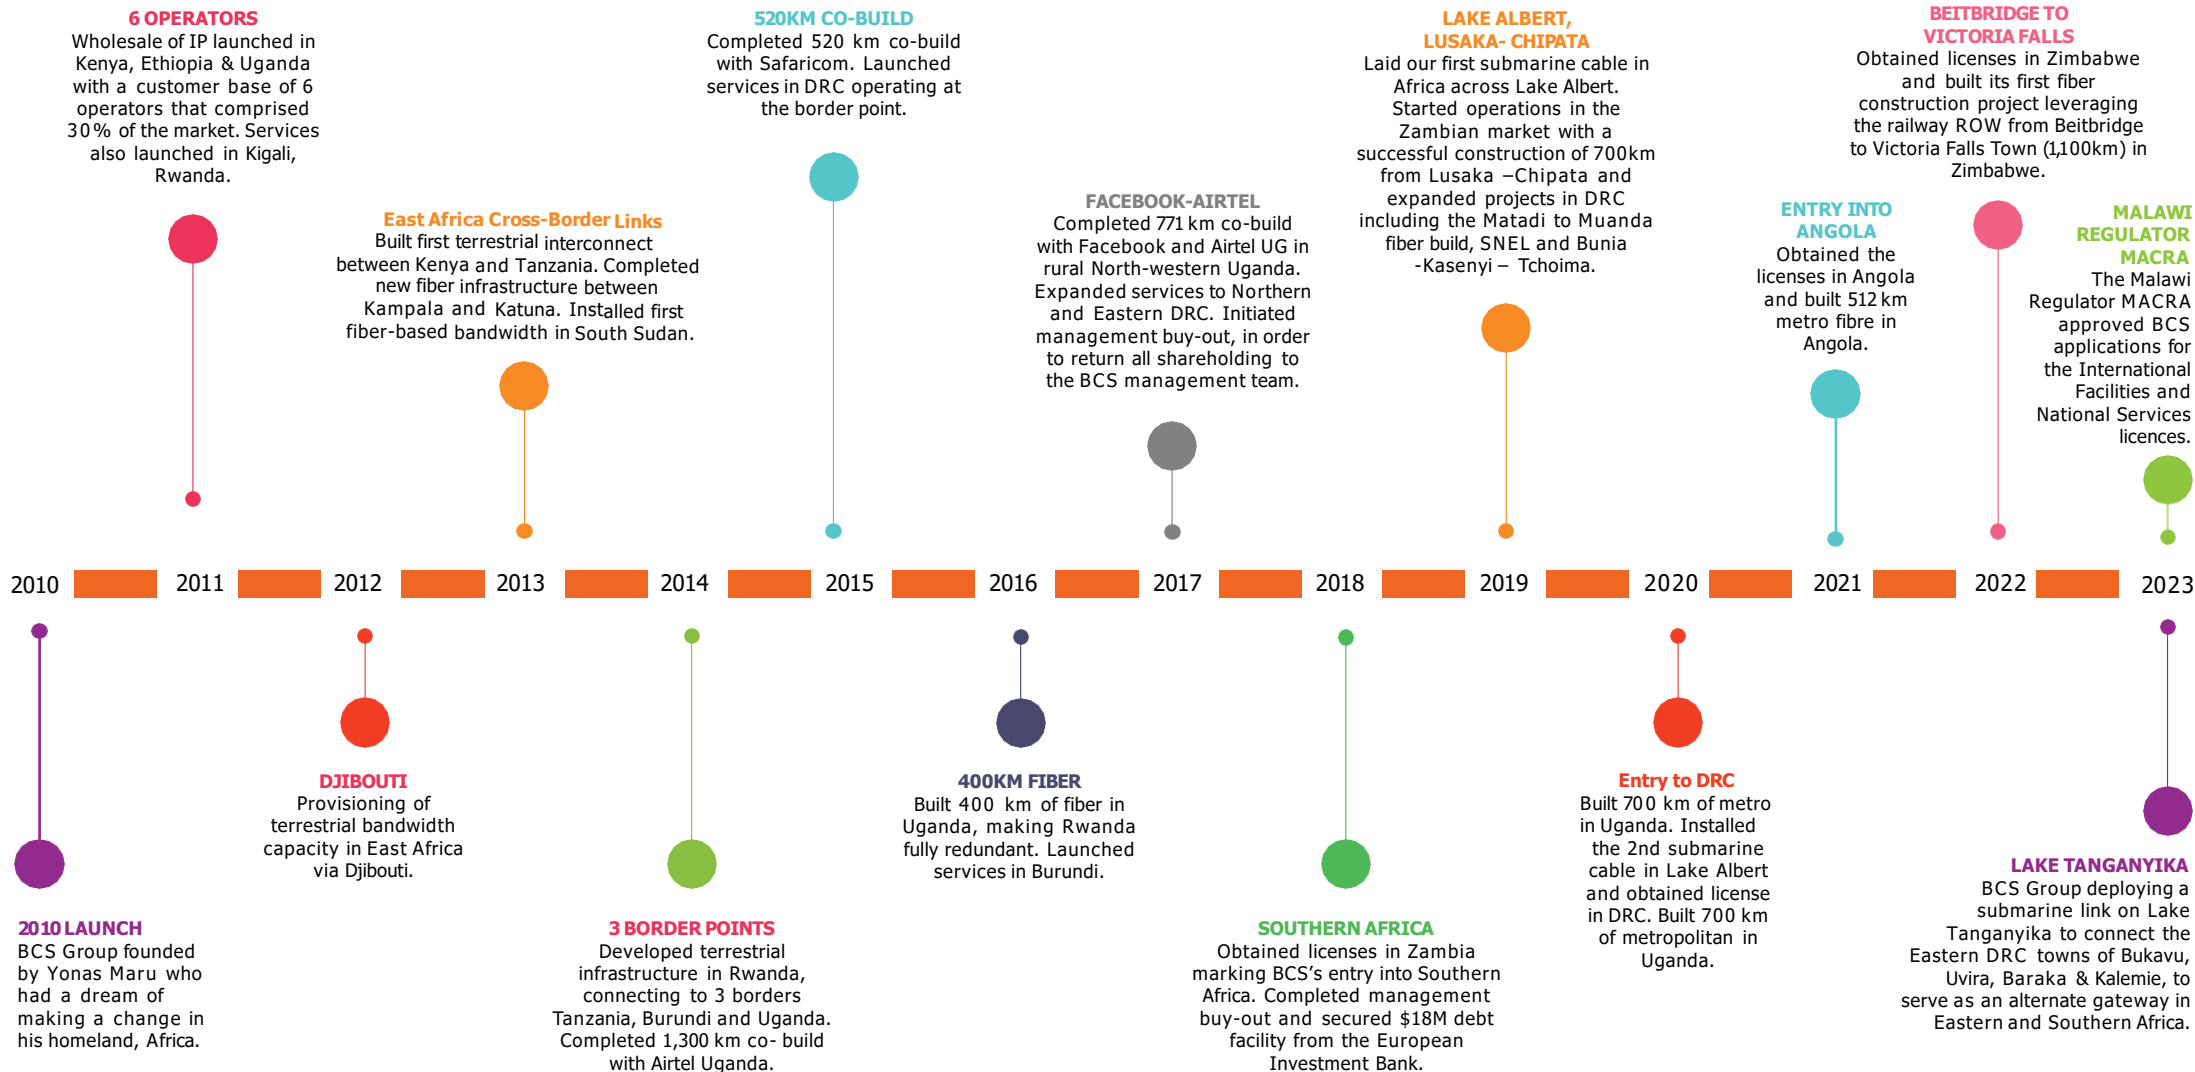 6 OPERATORS
Wholesale of IP launched in
Kenya, Ethiopia & Uganda
with a customer base of 6
operators that comprised
30% of the market. Services
also launched in Kigali,
Rwanda.
East Africa Cross-Border Links
Built first terrestrial interconnect
between Kenya and Tanzania. Completed
new fiber infrastructure between
Kampala and Katuna. Installed first
fiber-based bandwidth in South Sudan.
520KM CO-BUILD
Completed 520 km co-build
with Safaricom. Launched
services in DRC operating at
the border point.
FACEBOOK-AIRTEL
Completed 771 km co-build
with Facebook and Airtel UG in
rural North-western Uganda.
Expanded services to Northern
and Eastern DRC. Initiated
management buy-out, in order
to return all shareholding to
the BCS management team.
LAKE ALBERT,
LUSAKA- CHIPATA
Laid our first submarine cable in
Africa across Lake Albert.
Started operations in the
Zambian market with a
successful construction of 700km
from Lusaka –Chipata and
expanded projects in DRC
including the Matadi to Muanda
fiber build, SNEL and Bunia
-Kasenyi – Tchoima.
ENTRY INTO
ANGOLA
Obtained the
licenses in Angola
and built 512 km
metro fibre in
Angola.
BEITBRIDGE TO
VICTORIA FALLS
Obtained licenses in Zimbabwe
and built its first fiber
construction project leveraging
the railway ROW from Beitbridge
to Victoria Falls Town (1,100km) in
Zimbabwe.
MALAWI
REGULATOR
MACRA
The Malawi
Regulator MACRA
approved BCS
applications for
the International
Facilities and
National Services
licences.
2010 2011 2012 2013 2014 2015 2016 2017 2018 2019 2020 2021 2022 2023
2010 LAUNCH
BCS Group founded
by Yonas Maru who
had a dream of
making a change in
his homeland, Africa.
DJIBOUTI
Provisioning of
terrestrial bandwidth
capacity in East Africa
via Djibouti.
3 BORDER POINTS
Developed terrestrial
infrastructure in Rwanda,
connecting to 3 borders
Tanzania, Burundi and Uganda.
Completed 1,300 km co- build
with Airtel Uganda.
400KM FIBER
Built 400 km of fiber in
Uganda, making Rwanda
fully redundant. Launched
services in Burundi.
SOUTHERN AFRICA
Obtained licenses in Zambia
marking BCS's entry into Southern
Africa. Completed management
buy-out and secured $18M debt
facility from the European
Investment Bank.
Entry to DRC
Built 700 km of metro
in Uganda. Installed
the 2nd submarine
cable in Lake Albert
and obtained license
in DRC. Built 700 km
of metropolitan in
Uganda.
LAKE TANGANYIKA
BCS Group deploying a
submarine link on Lake
Tanganyika to connect the
Eastern DRC towns of Bukavu,
Uvira, Baraka & Kalemie, to
serve as an alternate gateway in
Eastern and Southern Africa.